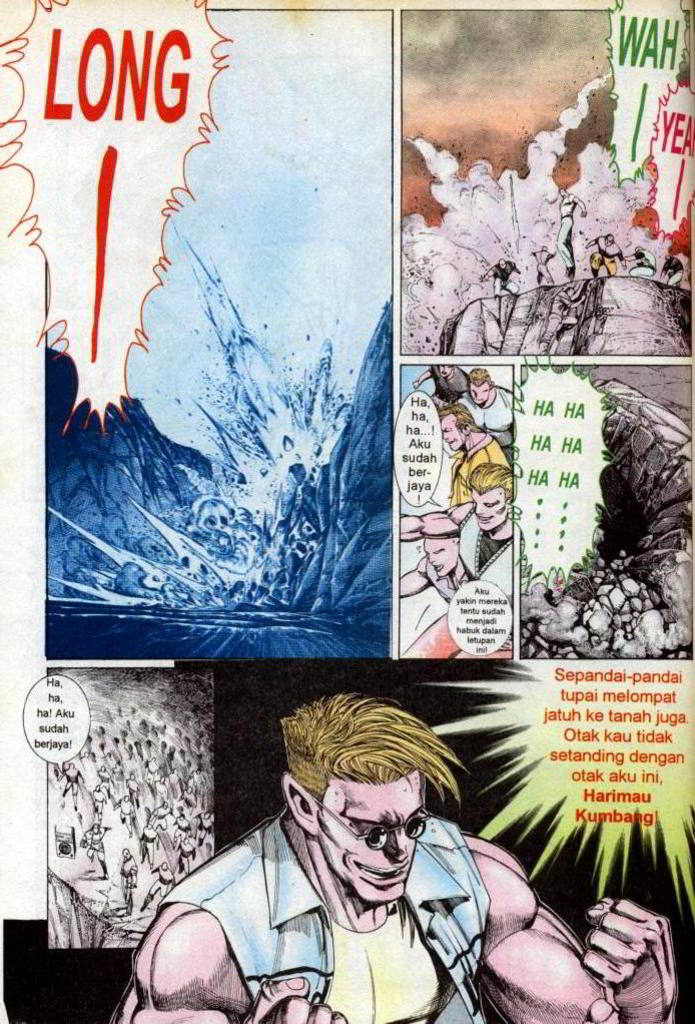 LONG
!
WAH
!
YEAH
!
Ha,
ha,
ha...!
Aku
sudah
ber-
jaya
!
HA HA
HA HA
HA HA
Aku
yakin mereka
tentu sudah
menjadi
habuk dalam
letupan
ini!
Ha,
ha,
ha! Aku
sudah
berjaya!
Sepandai-pandai
tupai melompat
jatuh ke tanah juga.
Otak kau tidak
setanding dengan
otak aku ini,
Harimau
Kumbang!